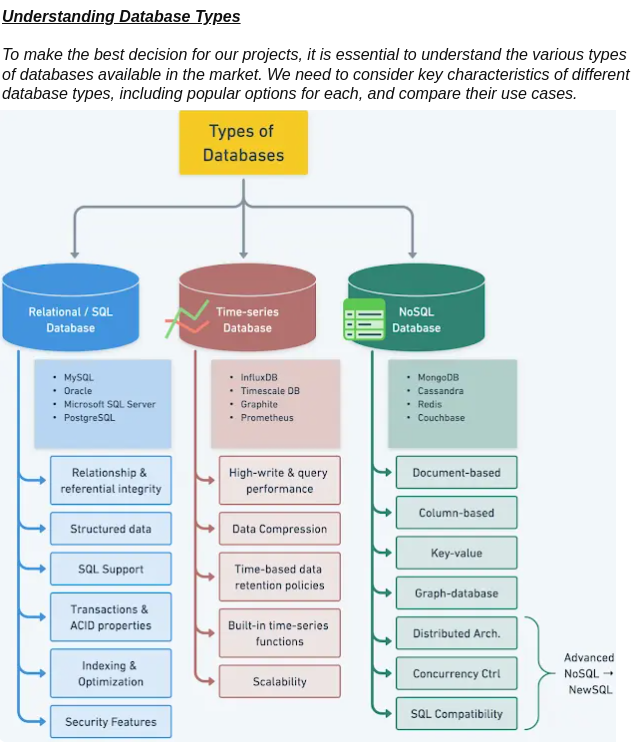 Understanding Database Types
To make the best decision for our projects, it is essential to understand the various types
of databases available in the market. We need to consider key characteristics of different
database types, including popular options for each, and compare their use cases.
Types of
Databases
Relational / SQL
Database
• MySQL
• Oracle
• Microsoft SQL Server
• PostgreSQL
Relationship &
referential integrity
Structured data
SQL Support
Transactions &
ACID properties
Indexing &
Optimization
Security Features
Time-series
Database
• InfluxDB
• Timescale DB
• Graphite
• Prometheus
High-write & query
performance
Data Compression
Time-based data
retention policies
Built-in time-series
functions
Scalability
NoSQL
Database
• MongoDB
• Cassandra
• Redis
• Couchbase
Document-based
Column-based
Key-value
Graph-database
Distributed Arch.
Concurrency Ctrl
SQL Compatibility
Advanced
NoSQL →
NewSQL